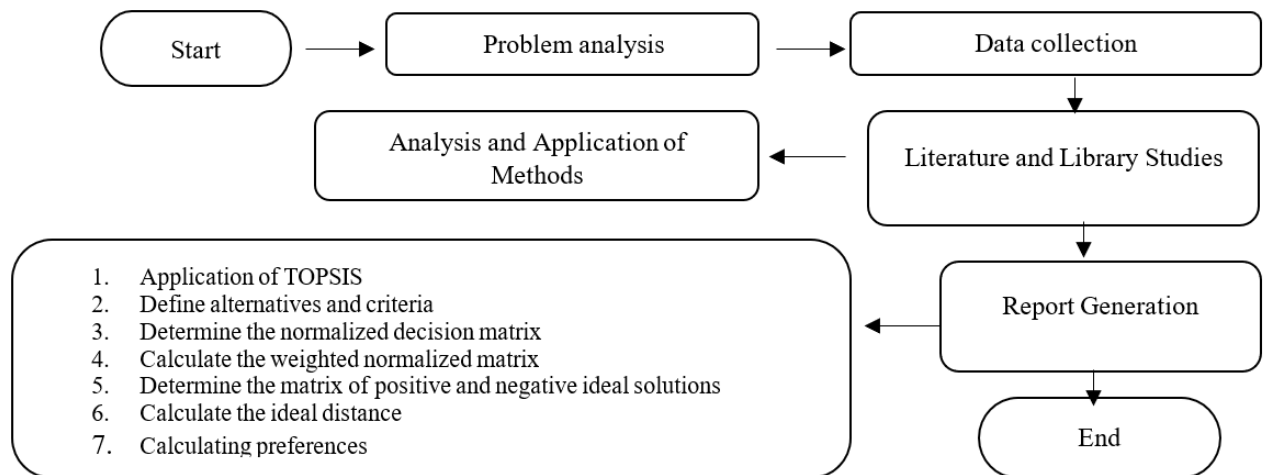 Start
Problem analysis
Data collection
Analysis and Application of
Methods
Literature and Library Studies
1. Application of TOPSIS
2. Define alternatives and criteria
3. Determine the normalized decision matrix
4. Calculate the weighted normalized matrix
5. Determine the matrix of positive and negative ideal solutions
6. Calculate the ideal distance
7. Calculating preferences
Report Generation
End